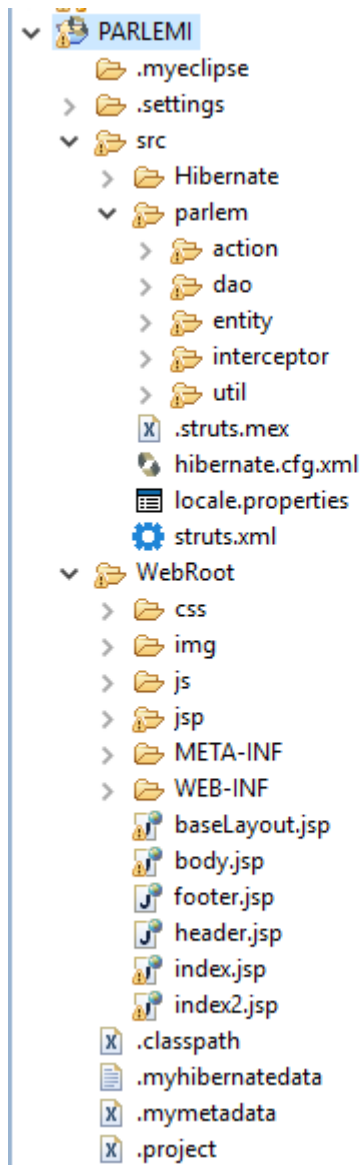 PARLEMI
.myeclipse
.settings
src
Hibernate
parlem
action
dao
entity
interceptor
util
.struts.mex
hibernate.cfg.xml
locale.properties
struts.xml
WebRoot
css
img
js
jsp
META-INF
WEB-INF
baseLayout.jsp
body.jsp
footer.jsp
header.jsp
index.jsp
index2.jsp
.classpath
.myhibernatedata
.mymetadata
.project